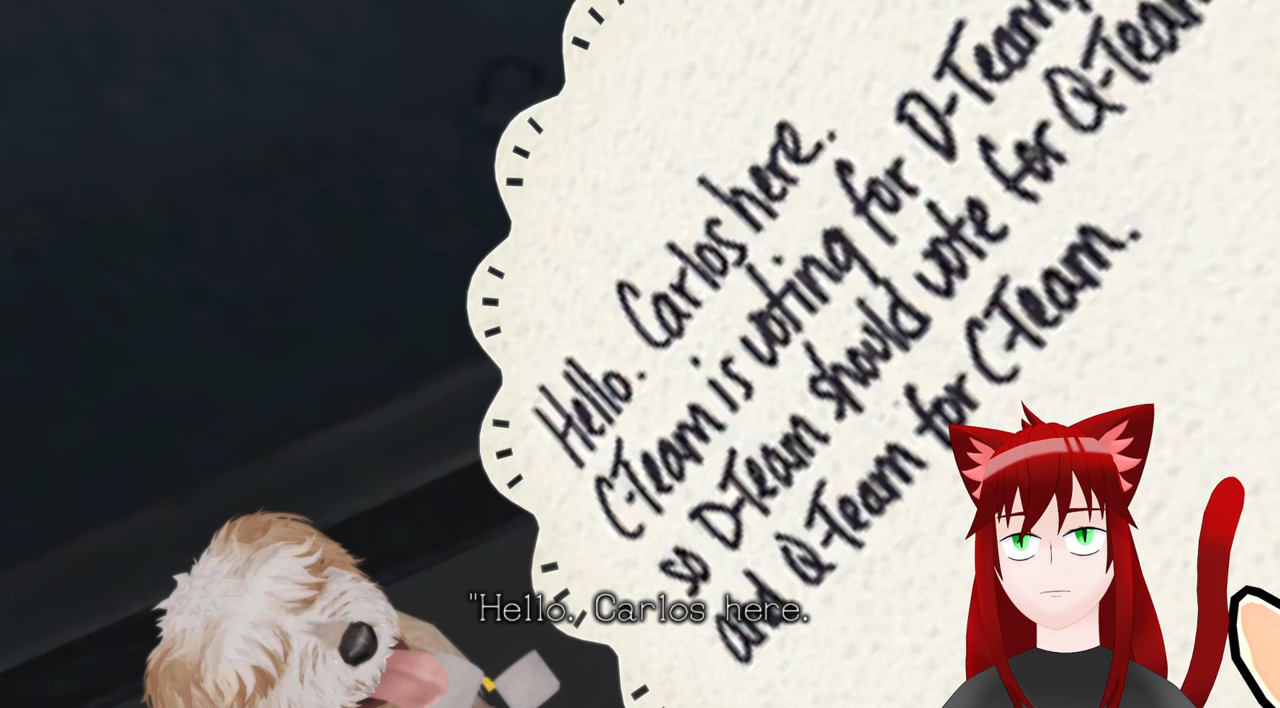 Hello. Carlos here.
C-Team is voting for D-Team,
so D-Team should vote for Q-Team
and Q-Team for C-Team.
"Hello. Carlos here.